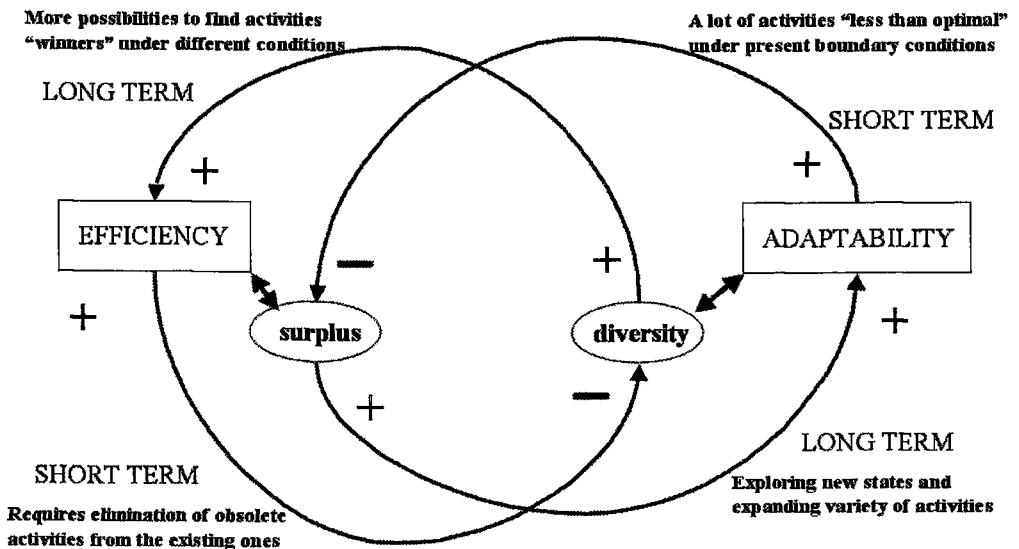 More possibilities to find activities
“winners” under different conditions
LONG TERM
A lot of activities “less than optimal”
under present boundary conditions
SHORT TERM
+
+
EFFICIENCY
ADAPTABILITY
−
+
+
+
surplus
diversity
+
−
LONG TERM
Exploring new states and
expanding variety of activities
SHORT TERM
Requires elimination of obsolete
activities from the existing ones